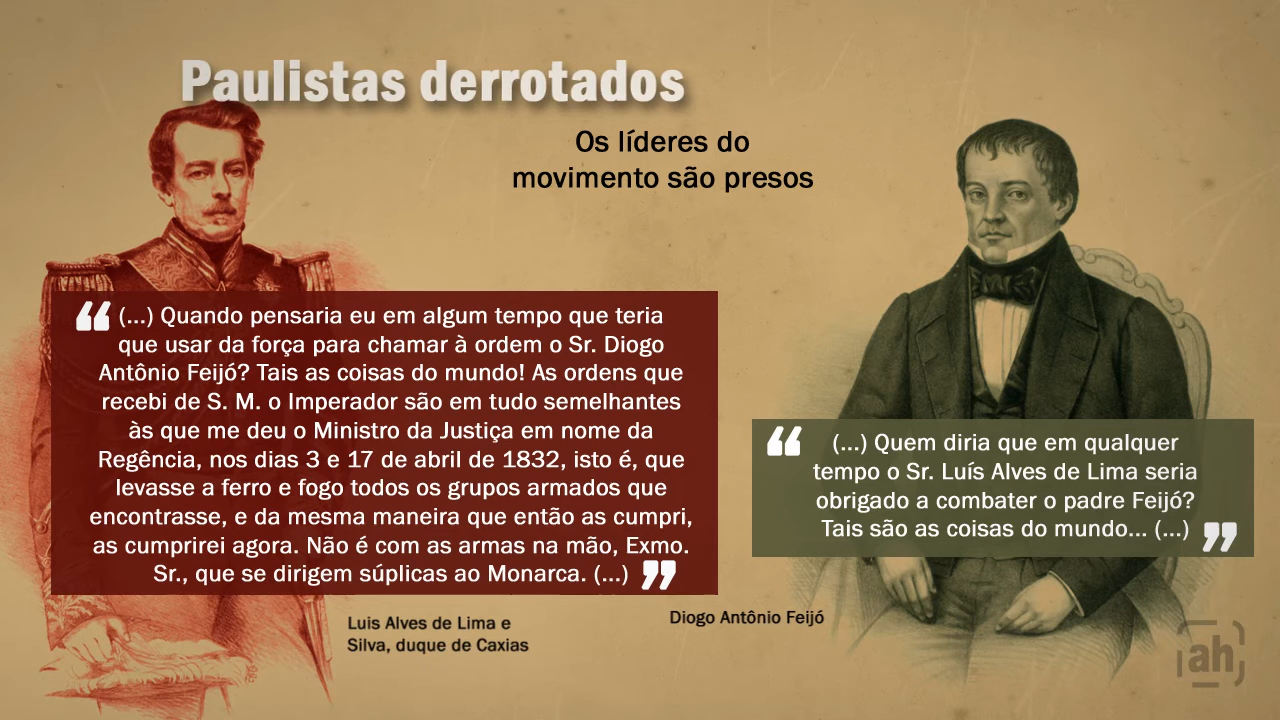 Paulistas derrotados
Os líderes do
movimento são presos
“ (...) Quando pensaria eu em algum tempo que teria
que usar da força para chamar à ordem o Sr. Diogo
Antônio Feijó? Tais as coisas do mundo! As ordens que
recebi de S. M. o Imperador são em tudo semelhantes
às que me deu o Ministro da Justiça em nome da
Regência, nos dias 3 e 17 de abril de 1832, isto é, que
levasse a ferro e fogo todos os grupos armados que
encontrasse, e da mesma maneira que então as cumpri,
as cumprirei agora. Não é com as armas na mão, Exmo.
Sr., que se dirigem súplicas ao Monarca. (...) ”
Luis Alves de Lima e
Silva, duque de Caxias
“ (...) Quem diria que em qualquer
tempo o Sr. Luís Alves de Lima seria
obrigado a combater o padre Feijó?
Tais são as coisas do mundo... (...) ”
Diogo Antônio Feijó
ah